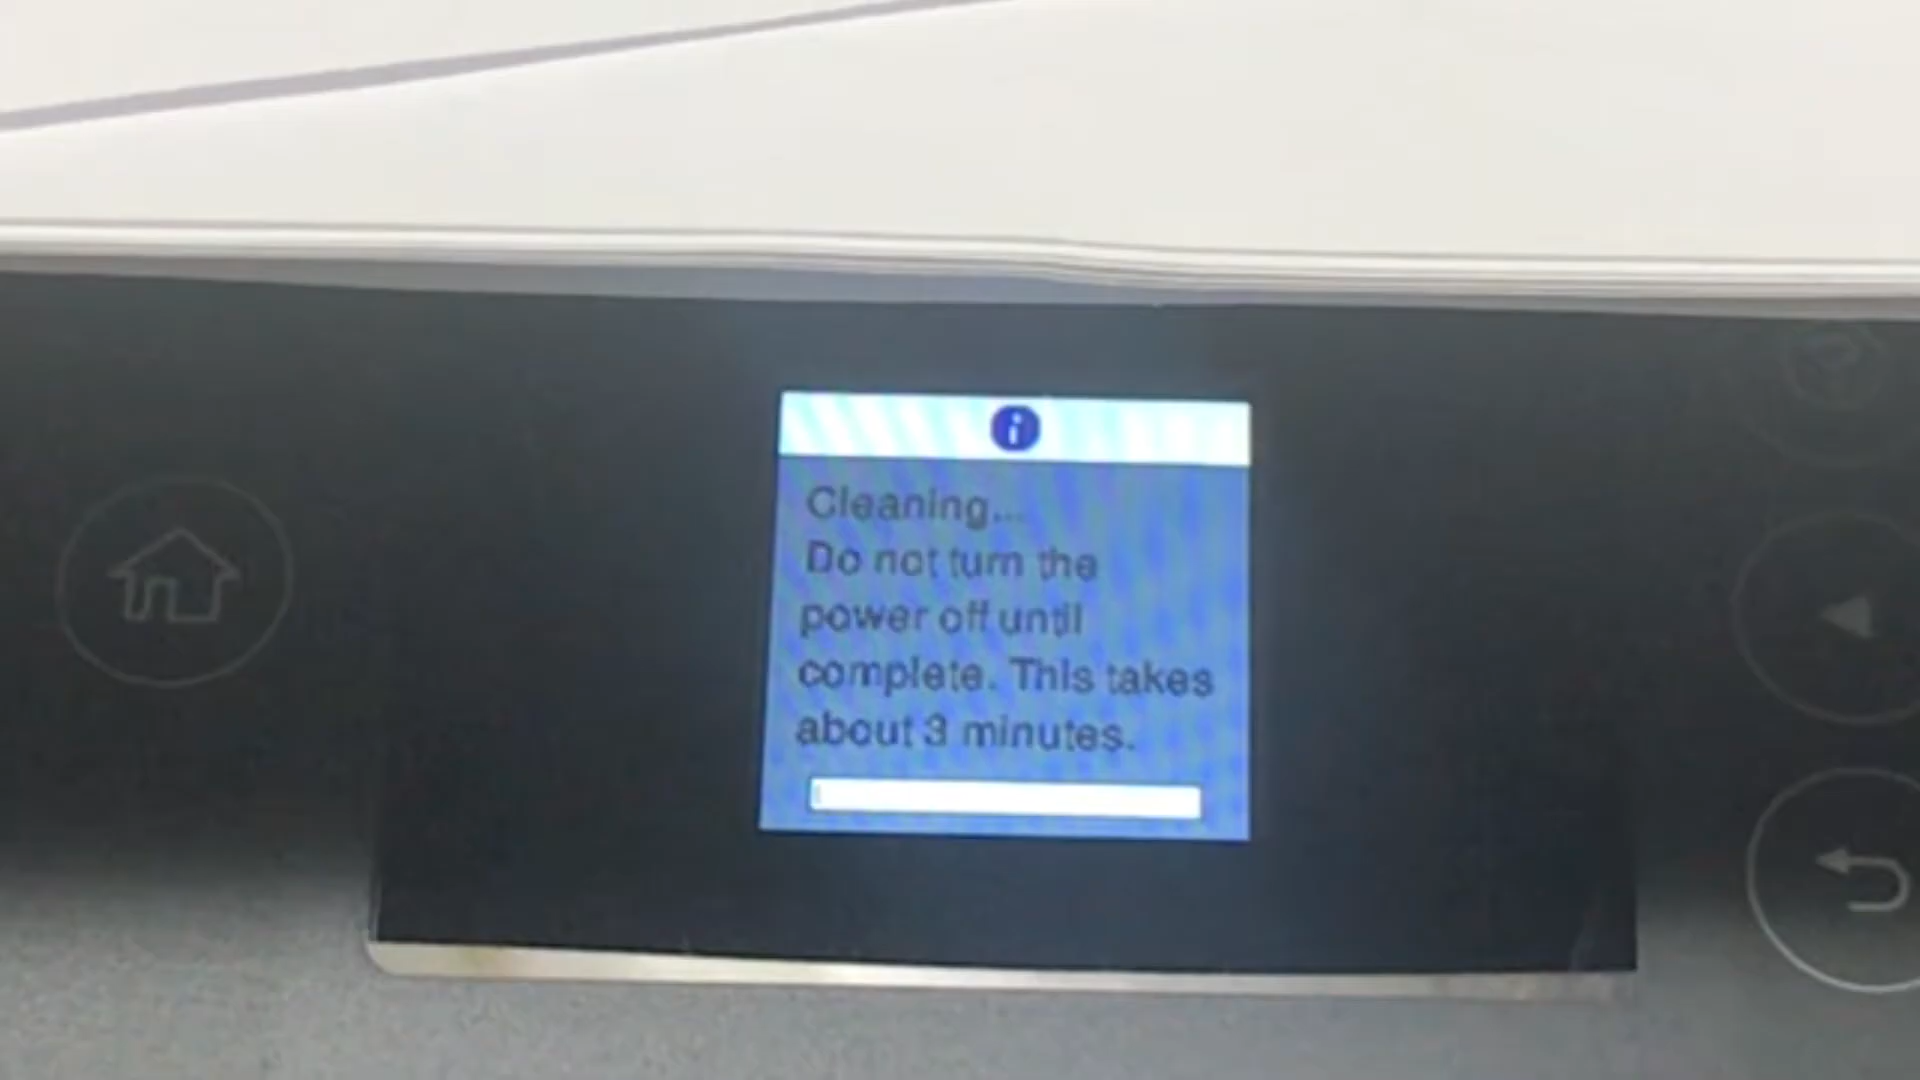 Cleaning...
Do not turn the
power off until
complete. This takes
about 3 minutes.